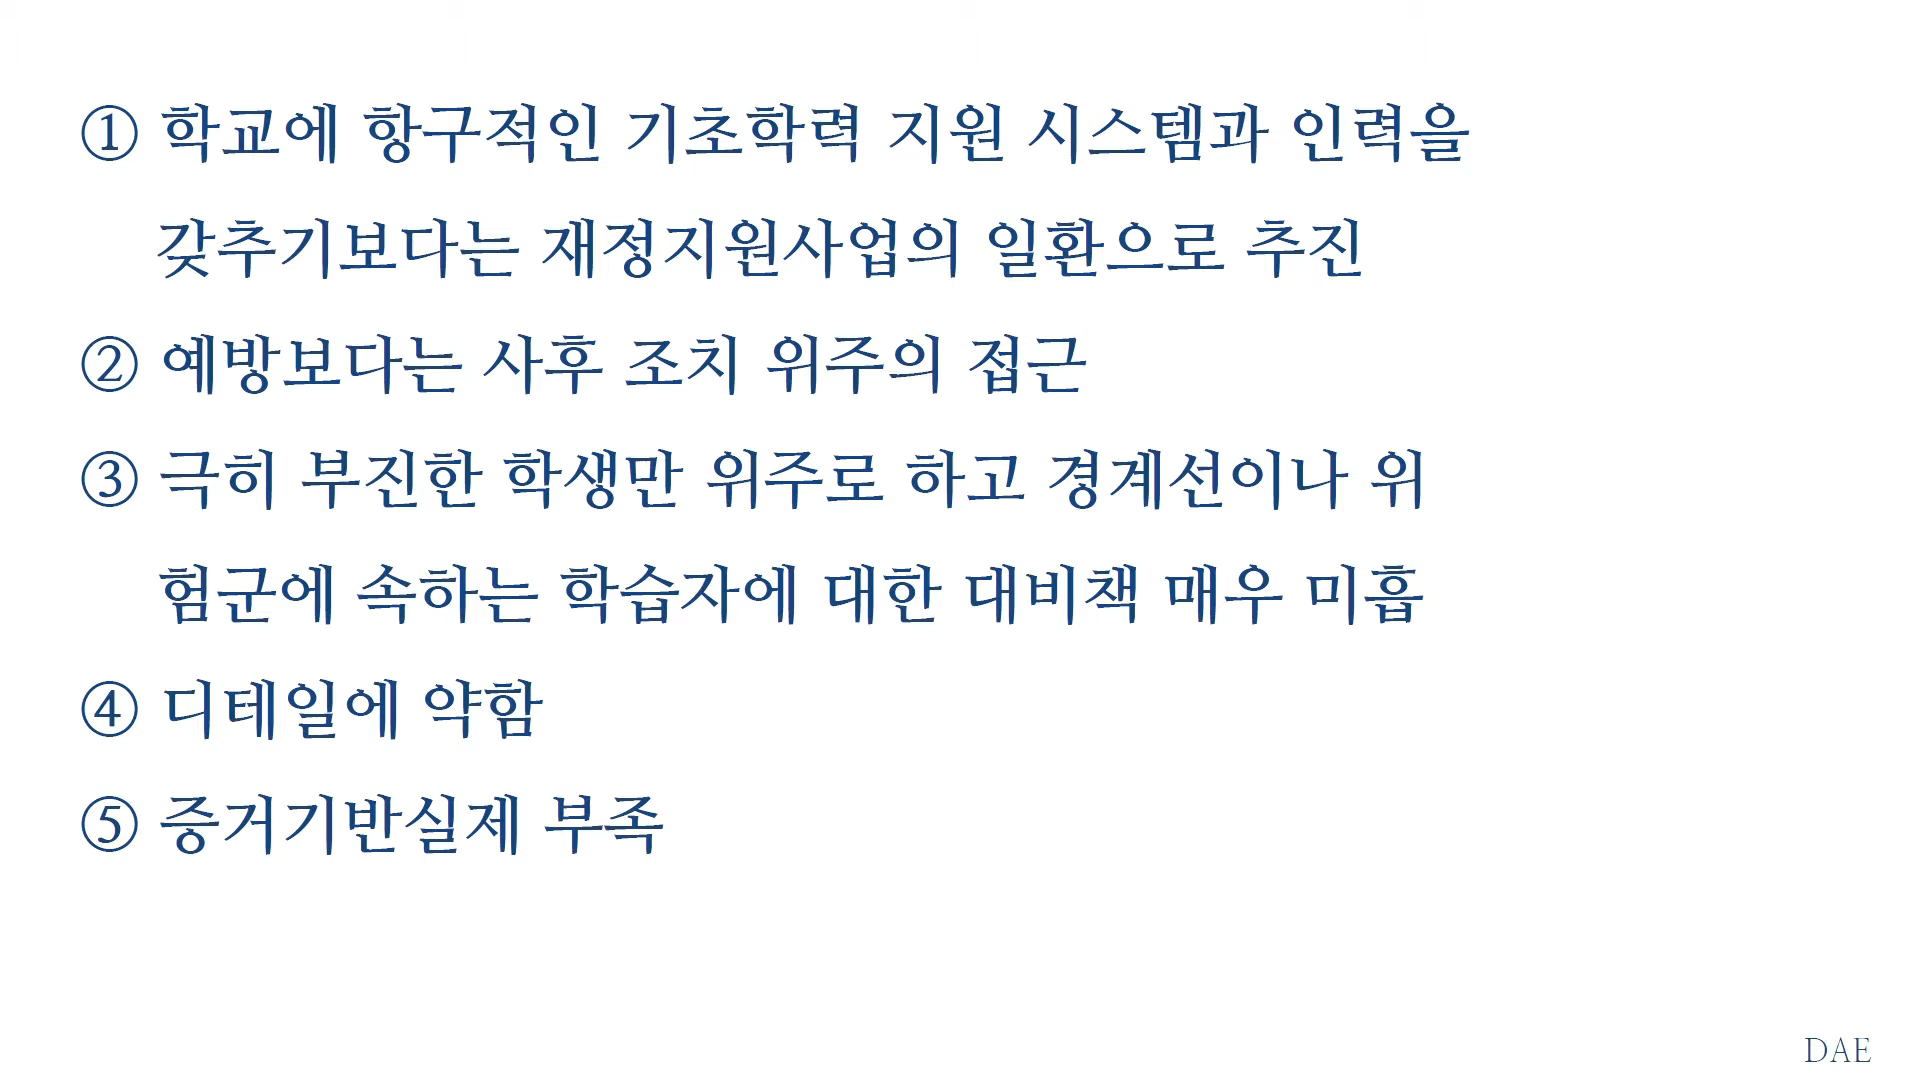 ① 학교에 항구적인 기초학력 지원 시스템과 인력을
갖추기보다는 재정지원사업의 일환으로 추진
② 예방보다는 사후 조치 위주의 접근
③ 극히 부진한 학생만 위주로 하고 경계선이나 위
험군에 속하는 학습자에 대한 대비책 매우 미흡
④ 디테일에 약함
⑤ 증거기반실제 부족
DAE